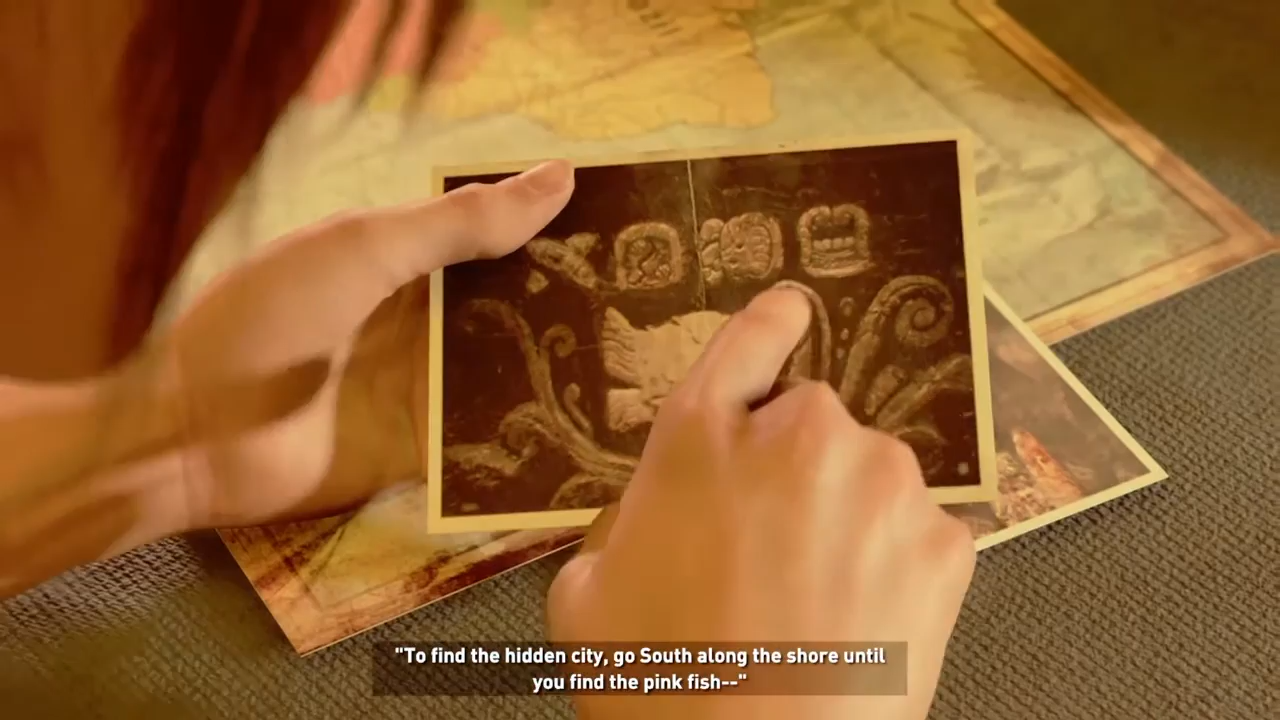 "To find the hidden city, go South along the shore until
you find the pink fish--"